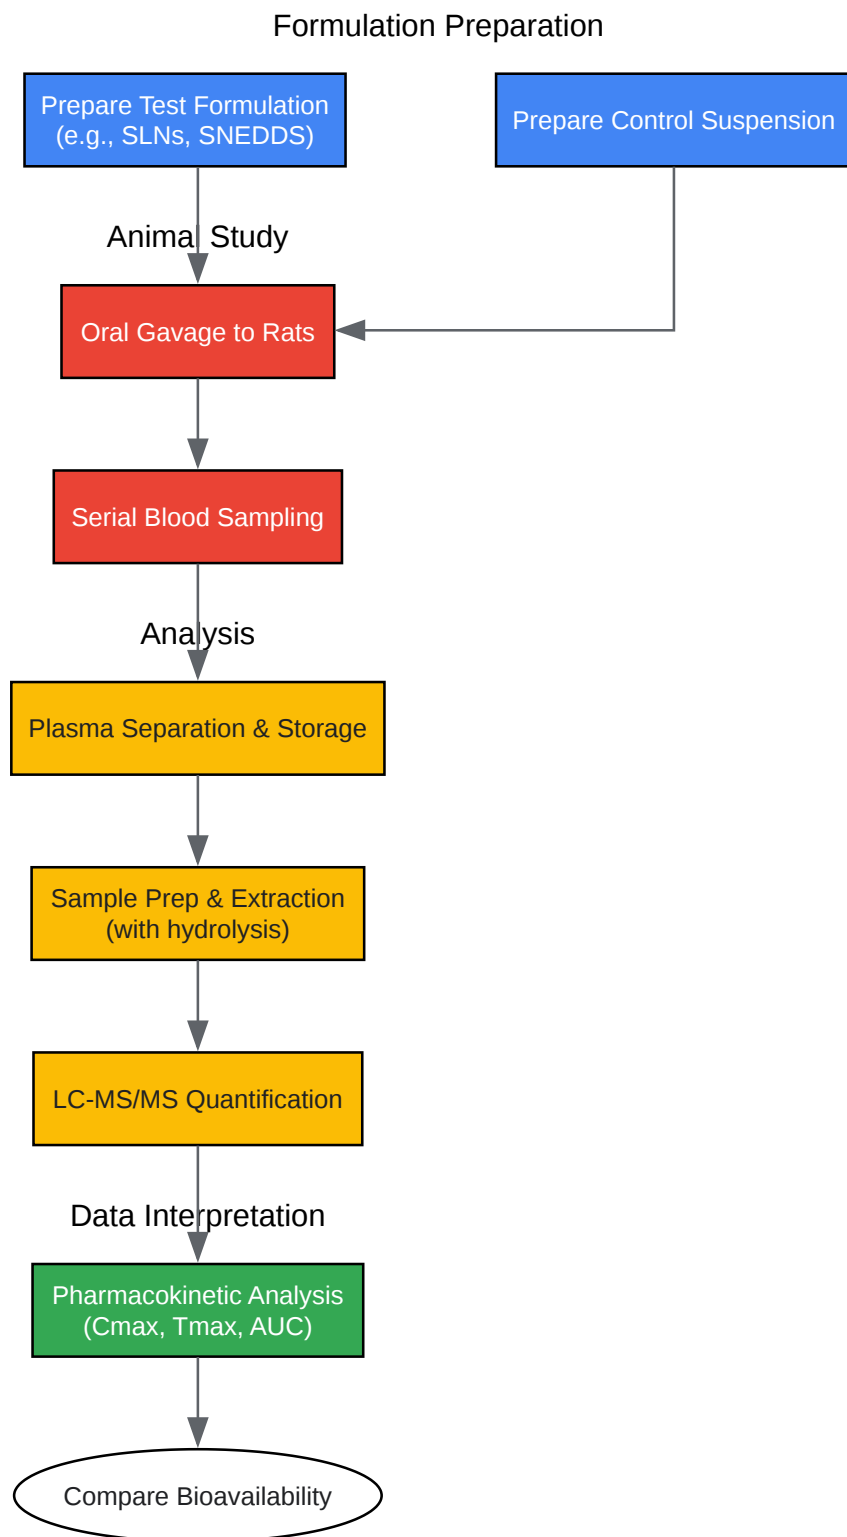 Formulation Preparation
Prepare Test Formulation
(e.g., SLNs, SNEDDS)
Prepare Control Suspension
Animal Study
Oral Gavage to Rats
Serial Blood Sampling
Analysis
Plasma Separation & Storage
Sample Prep & Extraction
(with hydrolysis)
LC-MS/MS Quantification
Data Interpretation
Pharmacokinetic Analysis
(Cmax, Tmax, AUC)
Compare Bioavailability